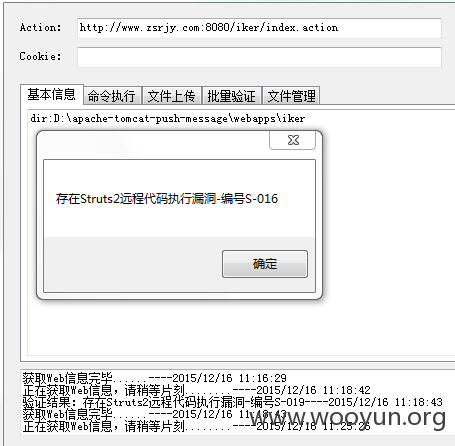 Action: http://www.zsrjy.com:8080/iker/index.action
Cookie:
基本信息 命令执行 文件上传 批量验证 文件管理
dir:D:\apache-tomcat-push-message\webapps\iker
存在Struts2远程代码执行漏洞-编号S-016
确定
获取Web信息完毕......----2015/12/16 11:16:29
正在获取Web信息,请稍等片刻.......----2015/12/16 11:18:42
验证结果: 存在Struts2远程代码执行漏洞-编号S-019----2015/12/16 11:18:43
获取Web信息完毕......----2015/12/16 11:18:43
正在获取Web信息,请稍等片刻.......----2015/12/16 11:25:26
www.wooyun.org